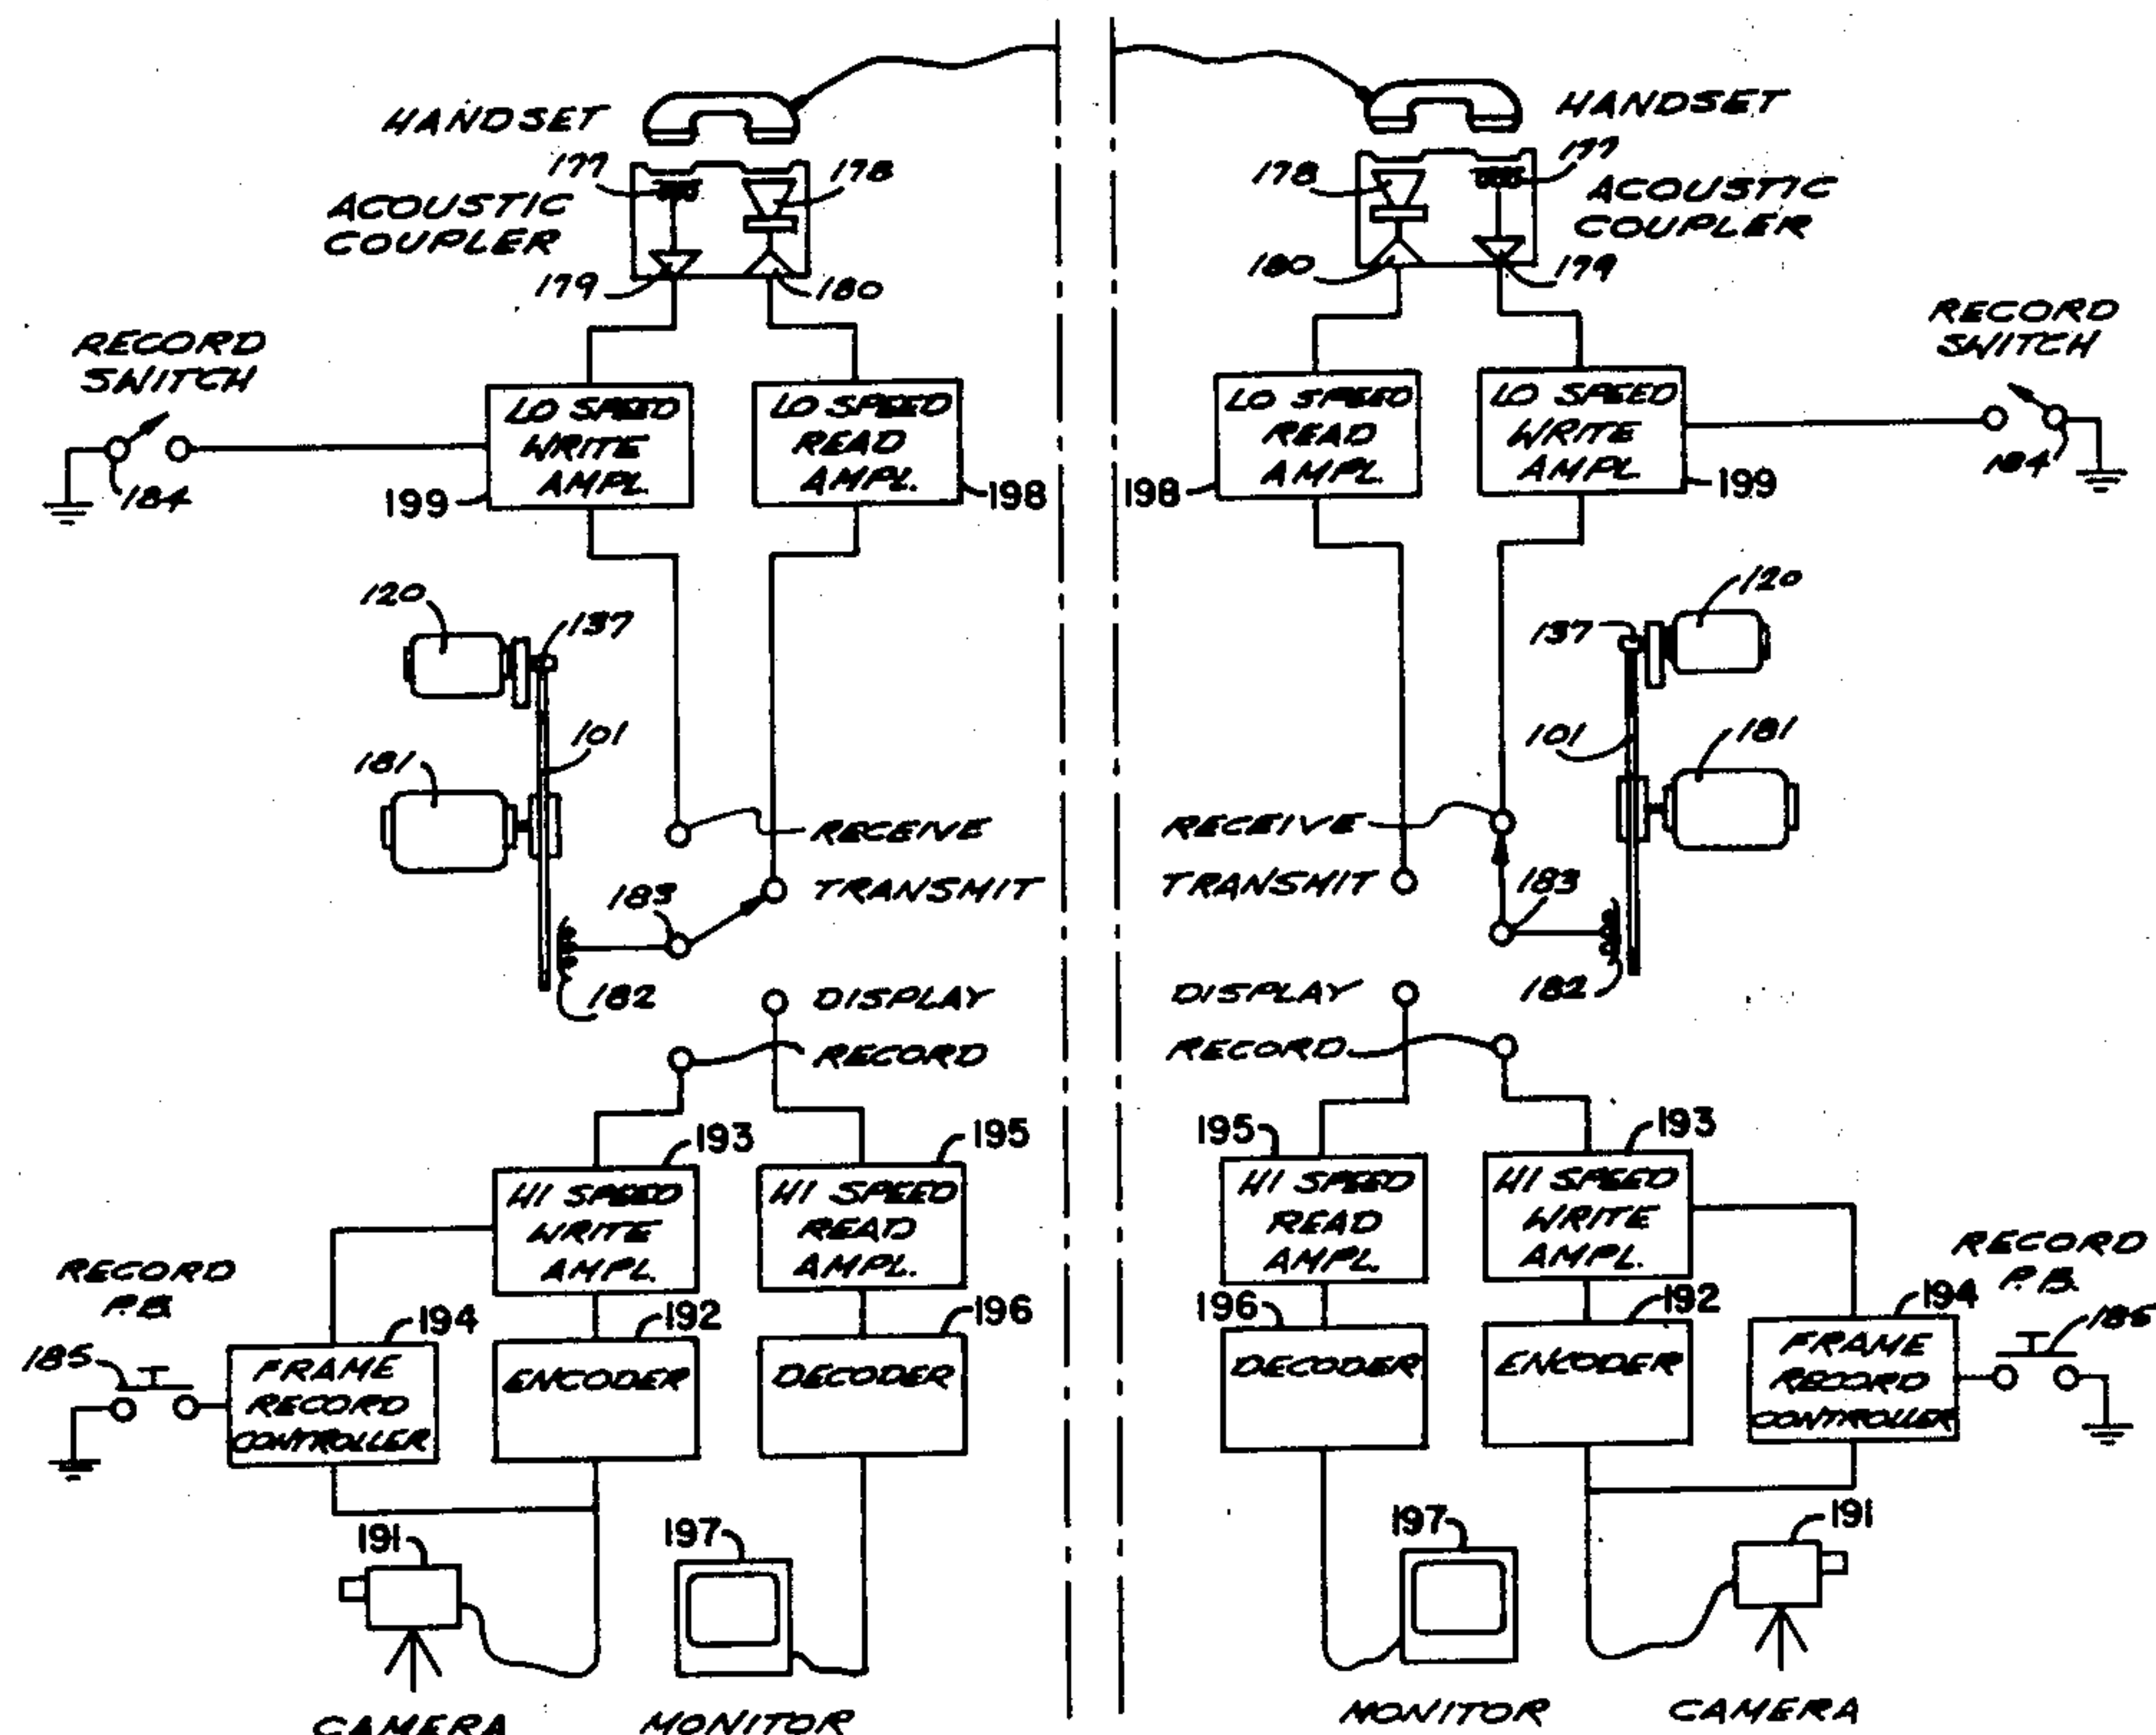 HANDSET
177
178
ACOUSTIC
COUPLER
179
180
RECORD
SWITCH
184
LO SPEED
WRITE
AMPL.
199
LO SPEED
READ
AMPL.
198
120
137
101
181
RECEIVE
TRANSMIT
183
182
DISPLAY
RECORD
193
195
HI SPEED
WRITE
AMPL.
HI SPEED
READ
AMPL.
RECORD
P.B.
185
194
FRAME
RECORD
CONTROLLER
192
ENCODER
196
DECODER
191
197
CAMERA
MONITOR
HANDSET
178
177
ACOUSTIC
COUPLER
180
179
RECORD
SWITCH
184
LO SPEED
READ
AMPL.
198
LO SPEED
WRITE
AMPL.
199
137
120
101
181
RECEIVE
TRANSMIT
183
182
DISPLAY
RECORD
195
193
HI SPEED
READ
AMPL.
HI SPEED
WRITE
AMPL.
RECORD
P.B.
185
196
DECODER
192
ENCODER
194
FRAME
RECORD
CONTROLLER
197
191
MONITOR
CAMERA